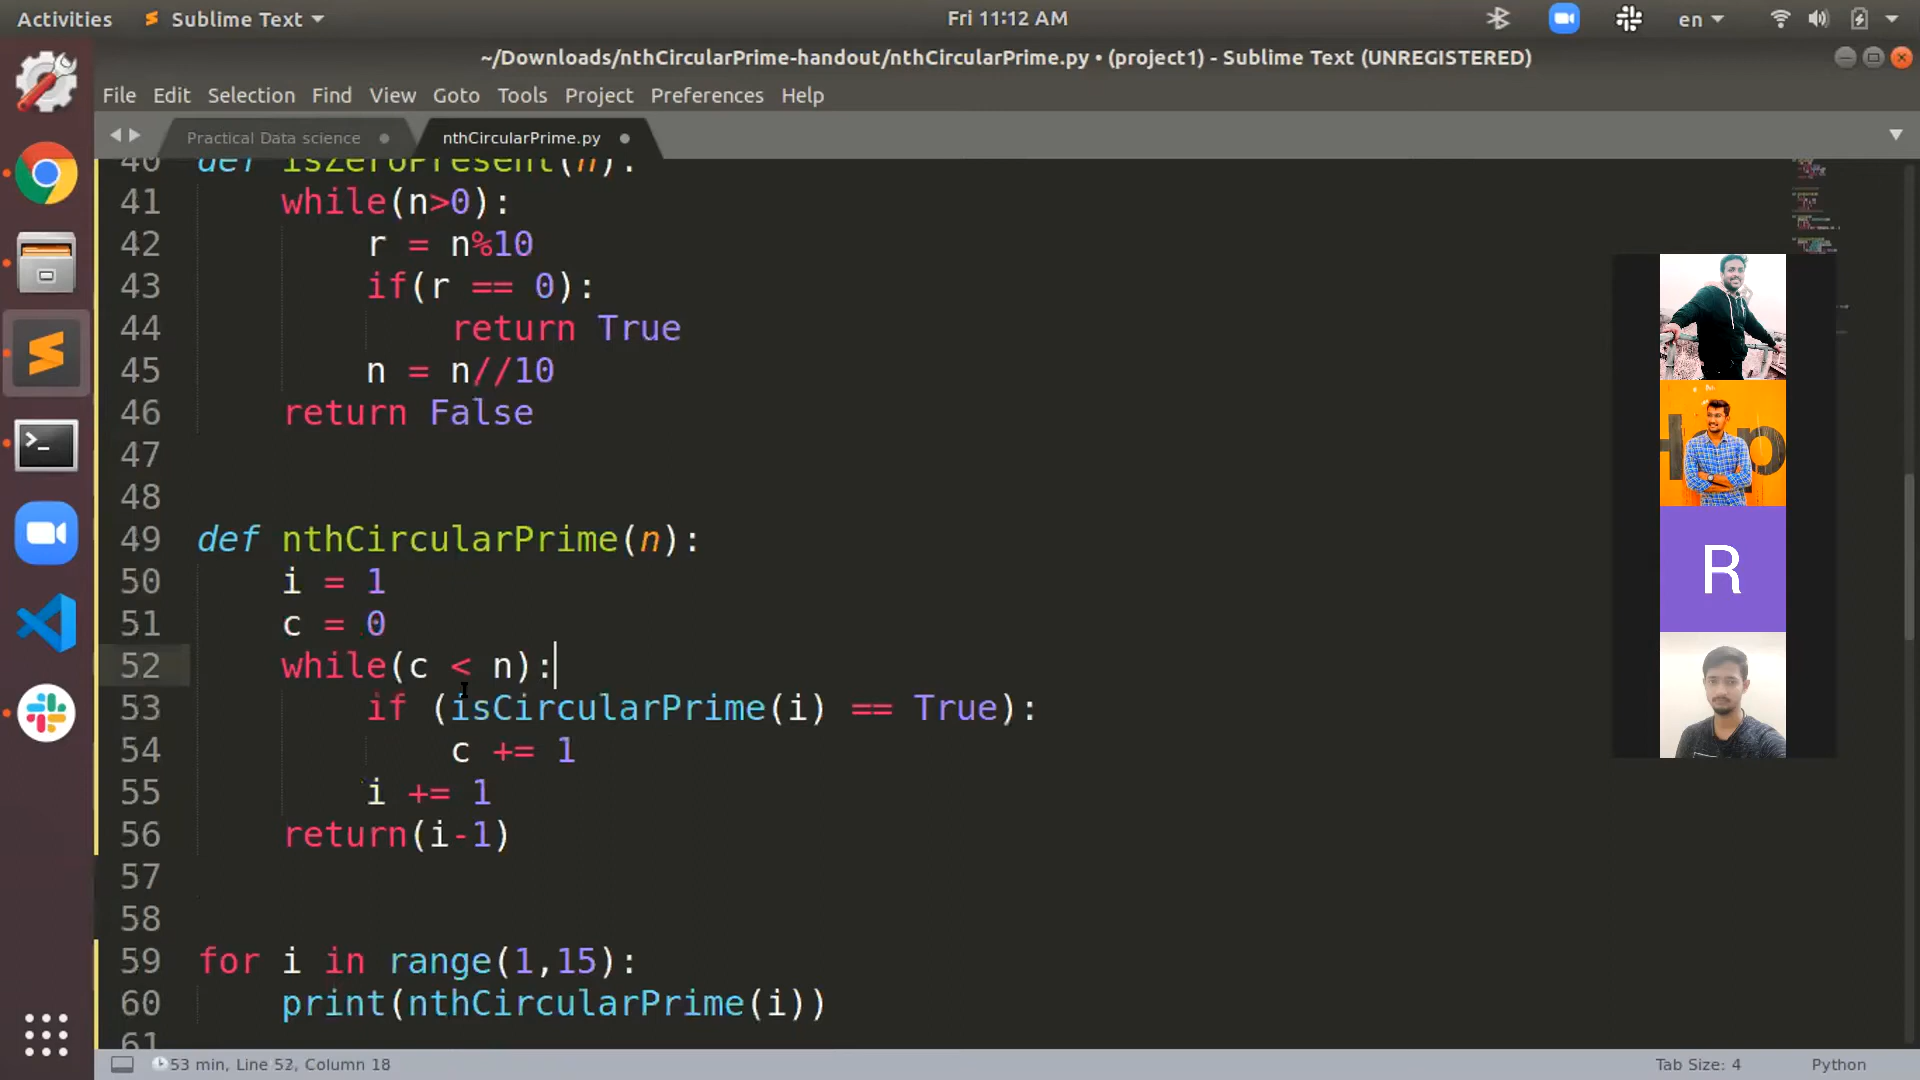 Activities Sublime Text Fri 11:12 AM en
~/Downloads/nthCircularPrime-handout/nthCircularPrime.py • (project1) - Sublime Text (UNREGISTERED)
File Edit Selection Find View Goto Tools Project Preferences Help
Practical Data science nthCircularPrime.py
40 def isZeroPresent(n):
41 while(n>0):
42 r = n%10
43 if(r == 0):
44 return True
45 n = n//10
46 return False
47
48
49 def nthCircularPrime(n):
50 i = 1
51 c = 0
52 while(c < n):
53 if (isCircularPrime(i) == True):
54 c += 1
55 i += 1
56 return(i-1)
57
58
59 for i in range(1,15):
60 print(nthCircularPrime(i))
61
R
53 min, Line 52, Column 18 Tab Size: 4 Python